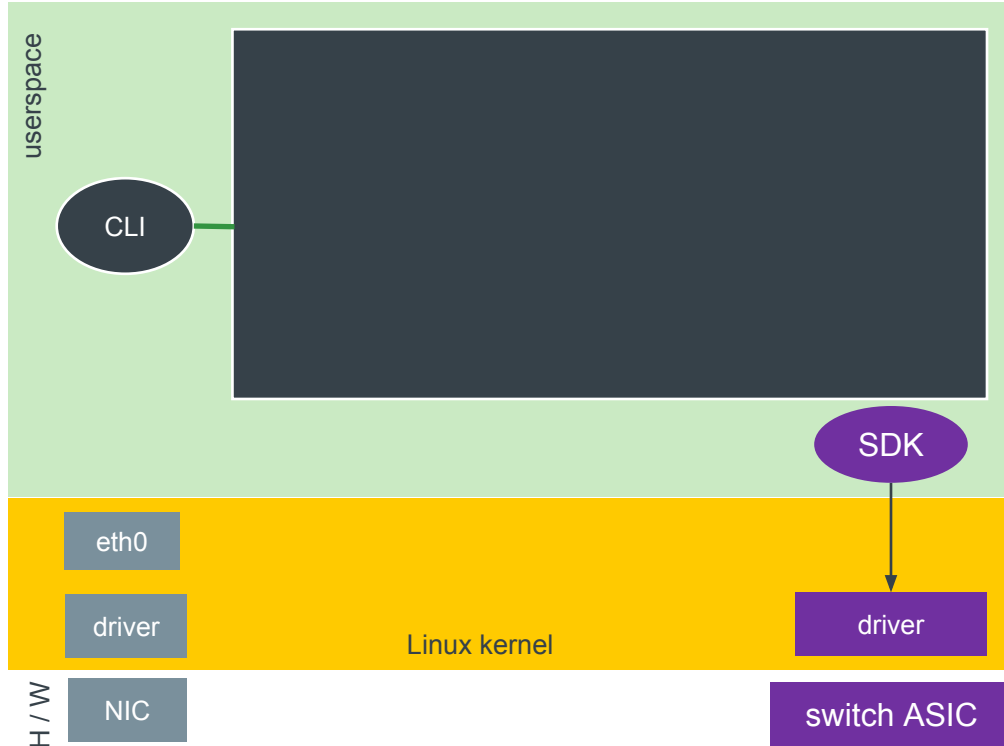 userspace
CLI
SDK
eth0
driver
driver
Linux kernel
H / W
NIC
switch ASIC